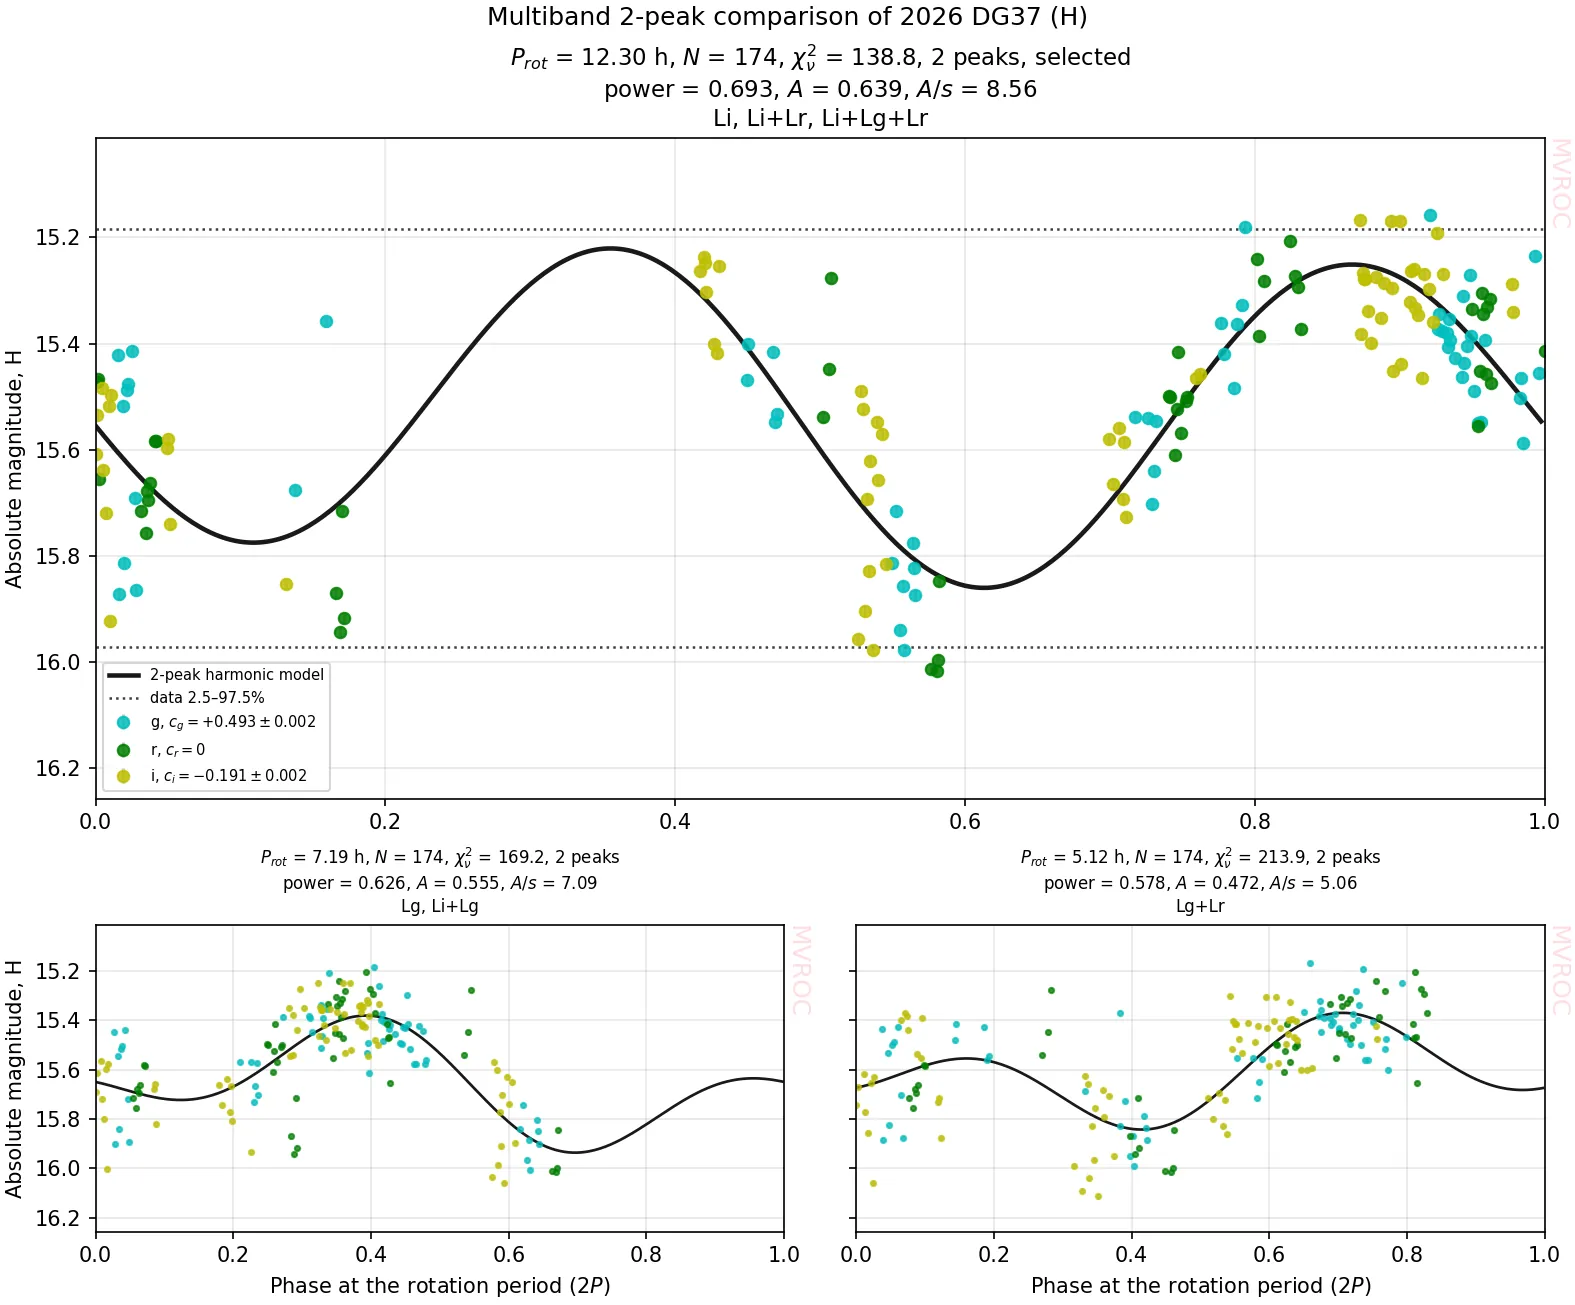 Multiband 2-peak comparison of 2026 DG37 (H)
P_rot = 12.30 h, N = 174, χ²_ν = 138.8, 2 peaks, selected
power = 0.693, A = 0.639, A/s = 8.56
Li, Li+Lr, Li+Lg+Lr
MVROC
Absolute magnitude, H
15.2
15.4
15.6
15.8
16.0
16.2
2-peak harmonic model
data 2.5–97.5%
g, c_g = +0.493 ± 0.002
r, c_r = 0
i, c_i = −0.191 ± 0.002
0.0 0.2 0.4 0.6 0.8 1.0
P_rot = 7.19 h, N = 174, χ²_ν = 169.2, 2 peaks
power = 0.626, A = 0.555, A/s = 7.09
Lg, Li+Lg
MVROC
Absolute magnitude, H
15.2
15.4
15.6
15.8
16.0
16.2
0.0 0.2 0.4 0.6 0.8 1.0
Phase at the rotation period (2P)
P_rot = 5.12 h, N = 174, χ²_ν = 213.9, 2 peaks
power = 0.578, A = 0.472, A/s = 5.06
Lg+Lr
MVROC
0.0 0.2 0.4 0.6 0.8 1.0
Phase at the rotation period (2P)